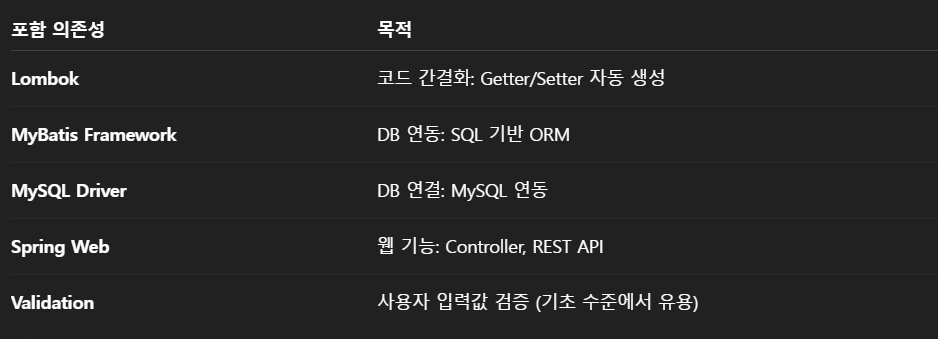 포함 의존성 목적
Lombok 코드 간결화: Getter/Setter 자동 생성
MyBatis Framework DB 연동: SQL 기반 ORM
MySQL Driver DB 연결: MySQL 연동
Spring Web 웹 기능: Controller, REST API
Validation 사용자 입력값 검증 (기초 수준에서 유용)